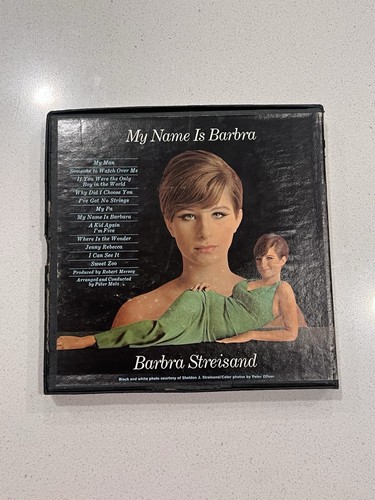 My Name Is Barbra
My Man
Someone to Watch Over Me
If You Were the Only
Boy in the World
Why Did I Choose You
I've Got No Strings
My Pa
My Name Is Barbara
A Kid Again
I'm Five
Where Is the Wonder
Jenny Rebecca
I Can See It
Sweet Zoo
Produced by Robert Mersey
Arranged and Conducted
by Peter Matz
Barbra Streisand
Black and white photo courtesy of Sheldon J. Streisand/Color photos by Peter Oliver